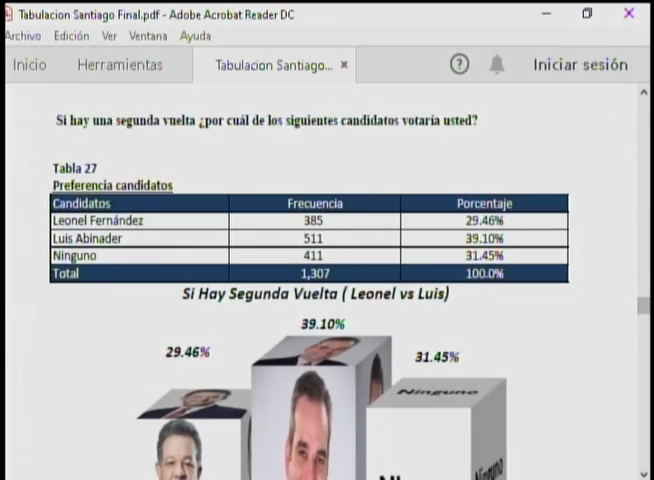 Tabulacion Santiago Final.pdf - Adobe Acrobat Reader DC
Archivo Edición Ver Ventana Ayuda
Inicio Herramientas Tabulacion Santiago... × ? Iniciar sesión
Si hay una segunda vuelta ¿por cuál de los siguientes candidatos votaría usted?
Tabla 27
Preferencia candidatos
Candidatos Frecuencia Porcentaje
Leonel Fernández 385 29.46%
Luis Abinader 511 39.10%
Ninguno 411 31.45%
Total 1,307 100.0%
Si Hay Segunda Vuelta ( Leonel vs Luis)
39.10%
29.46%
31.45%
Ninguno
Ninguno